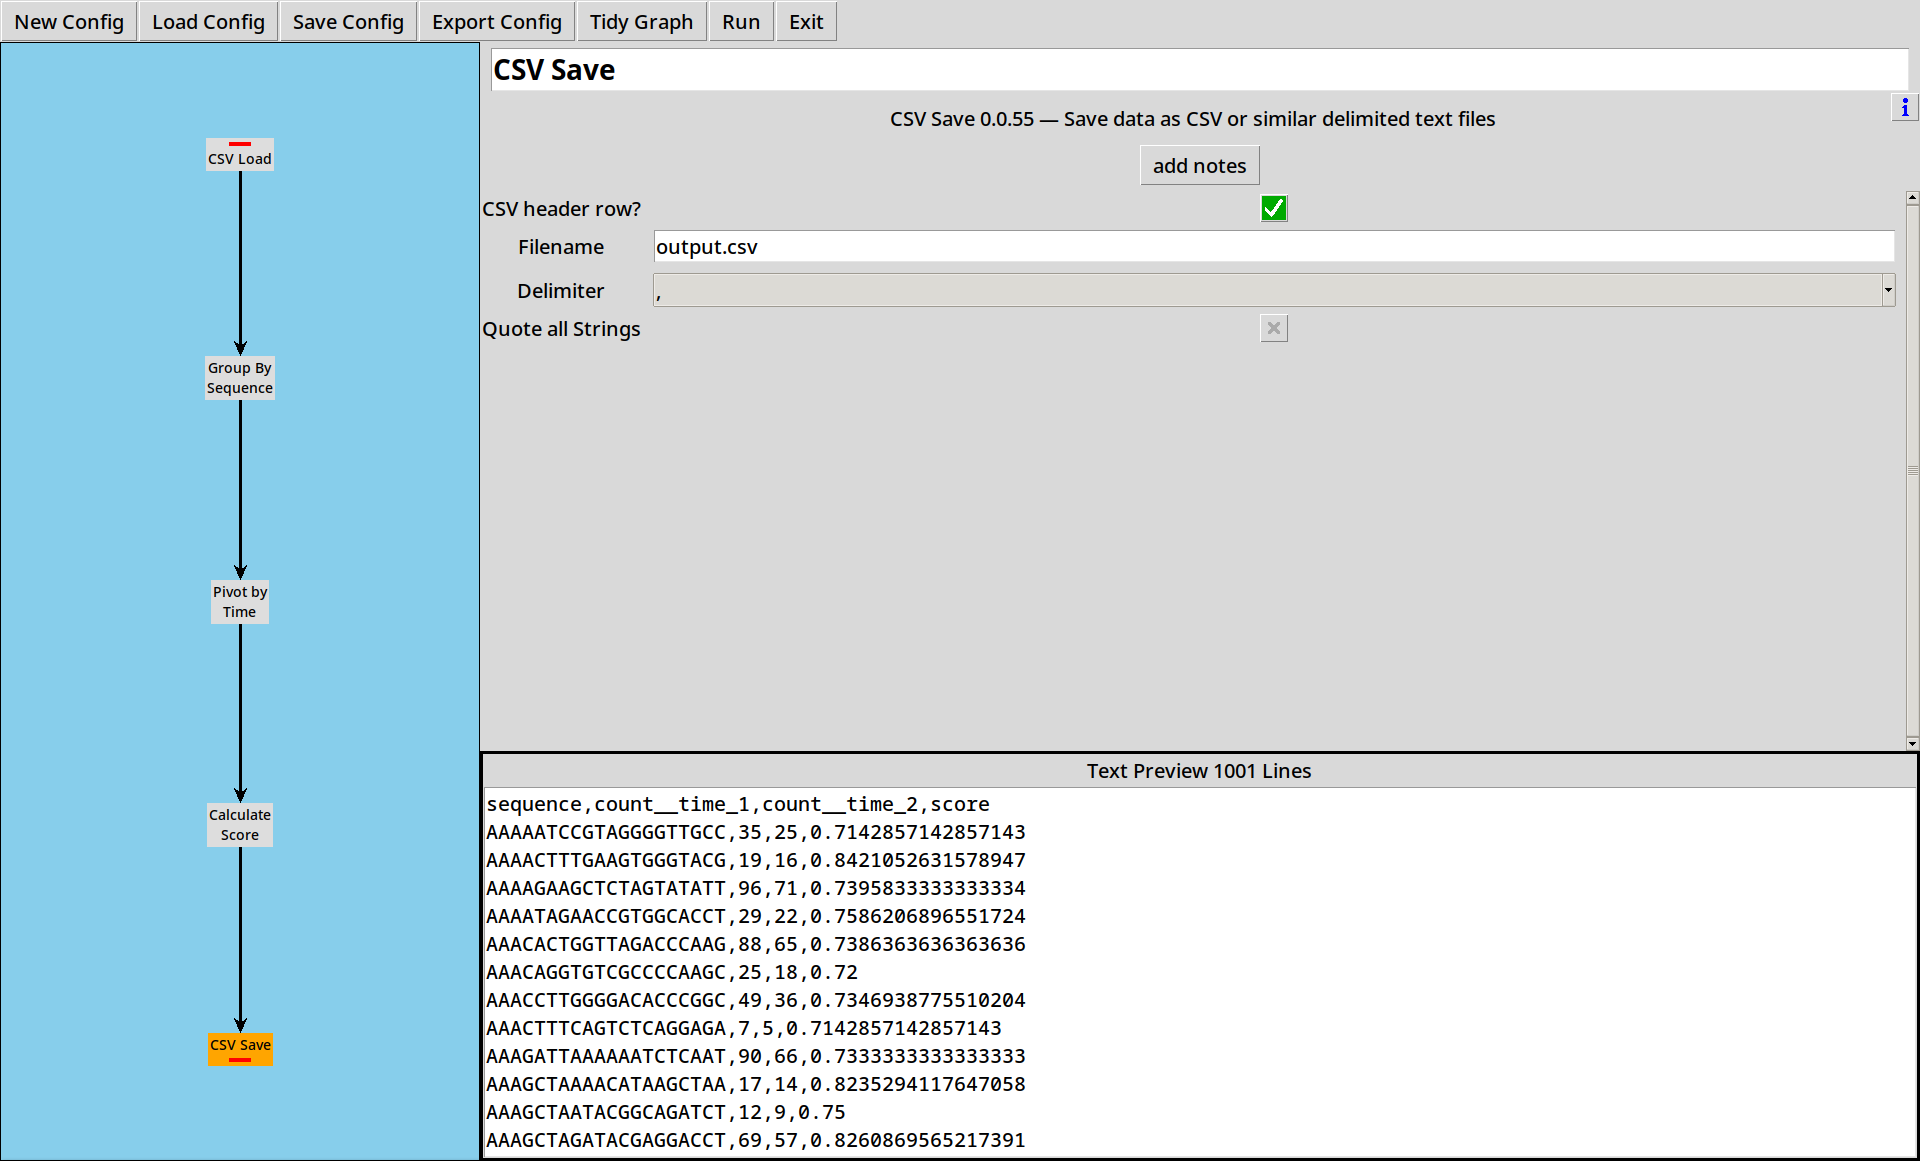 New Config Load Config Save Config Export Config Tidy Graph Run Exit
CSV Load
Group By
Sequence
Pivot by
Time
Calculate
Score
CSV Save
CSV Save
CSV Save 0.0.55 — Save data as CSV or similar delimited text files
i
add notes
CSV header row?
Filename output.csv
Delimiter ,
Quote all Strings
Text Preview 1001 Lines
sequence,count__time_1,count__time_2,score
AAAAATCCGTAGGGGTTGCC,35,25,0.7142857142857143
AAAACTTTGAAGTGGGTACG,19,16,0.8421052631578947
AAAAGAAGCTCTAGTATATT,96,71,0.7395833333333334
AAAATAGAACCGTGGCACCT,29,22,0.7586206896551724
AAACACTGGTTAGACCCAAG,88,65,0.7386363636363636
AAACAGGTGTCGCCCCAAGC,25,18,0.72
AAACCTTGGGGACACCCGGC,49,36,0.7346938775510204
AAACTTTCAGTCTCAGGAGA,7,5,0.7142857142857143
AAAGATTAAAAAATCTCAAT,90,66,0.7333333333333333
AAAGCTAAAACATAAGCTAA,17,14,0.8235294117647058
AAAGCTAATACGGCAGATCT,12,9,0.75
AAAGCTAGATACGAGGACCT,69,57,0.8260869565217391